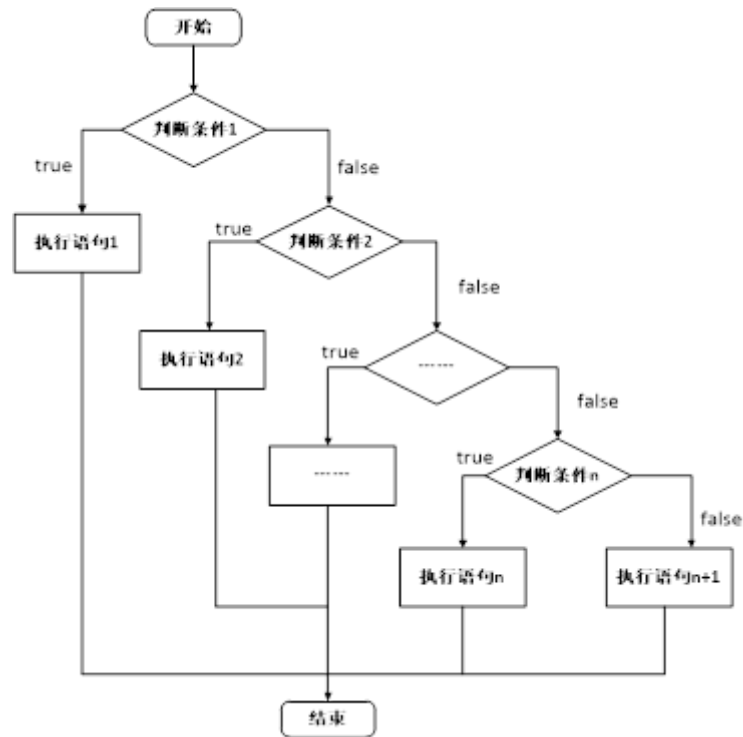 开始
判断条件1
true
false
执行语句1
true
判断条件2
false
执行语句2
true
------
false
------
true
判断条件n
false
执行语句n
执行语句n+1
结束